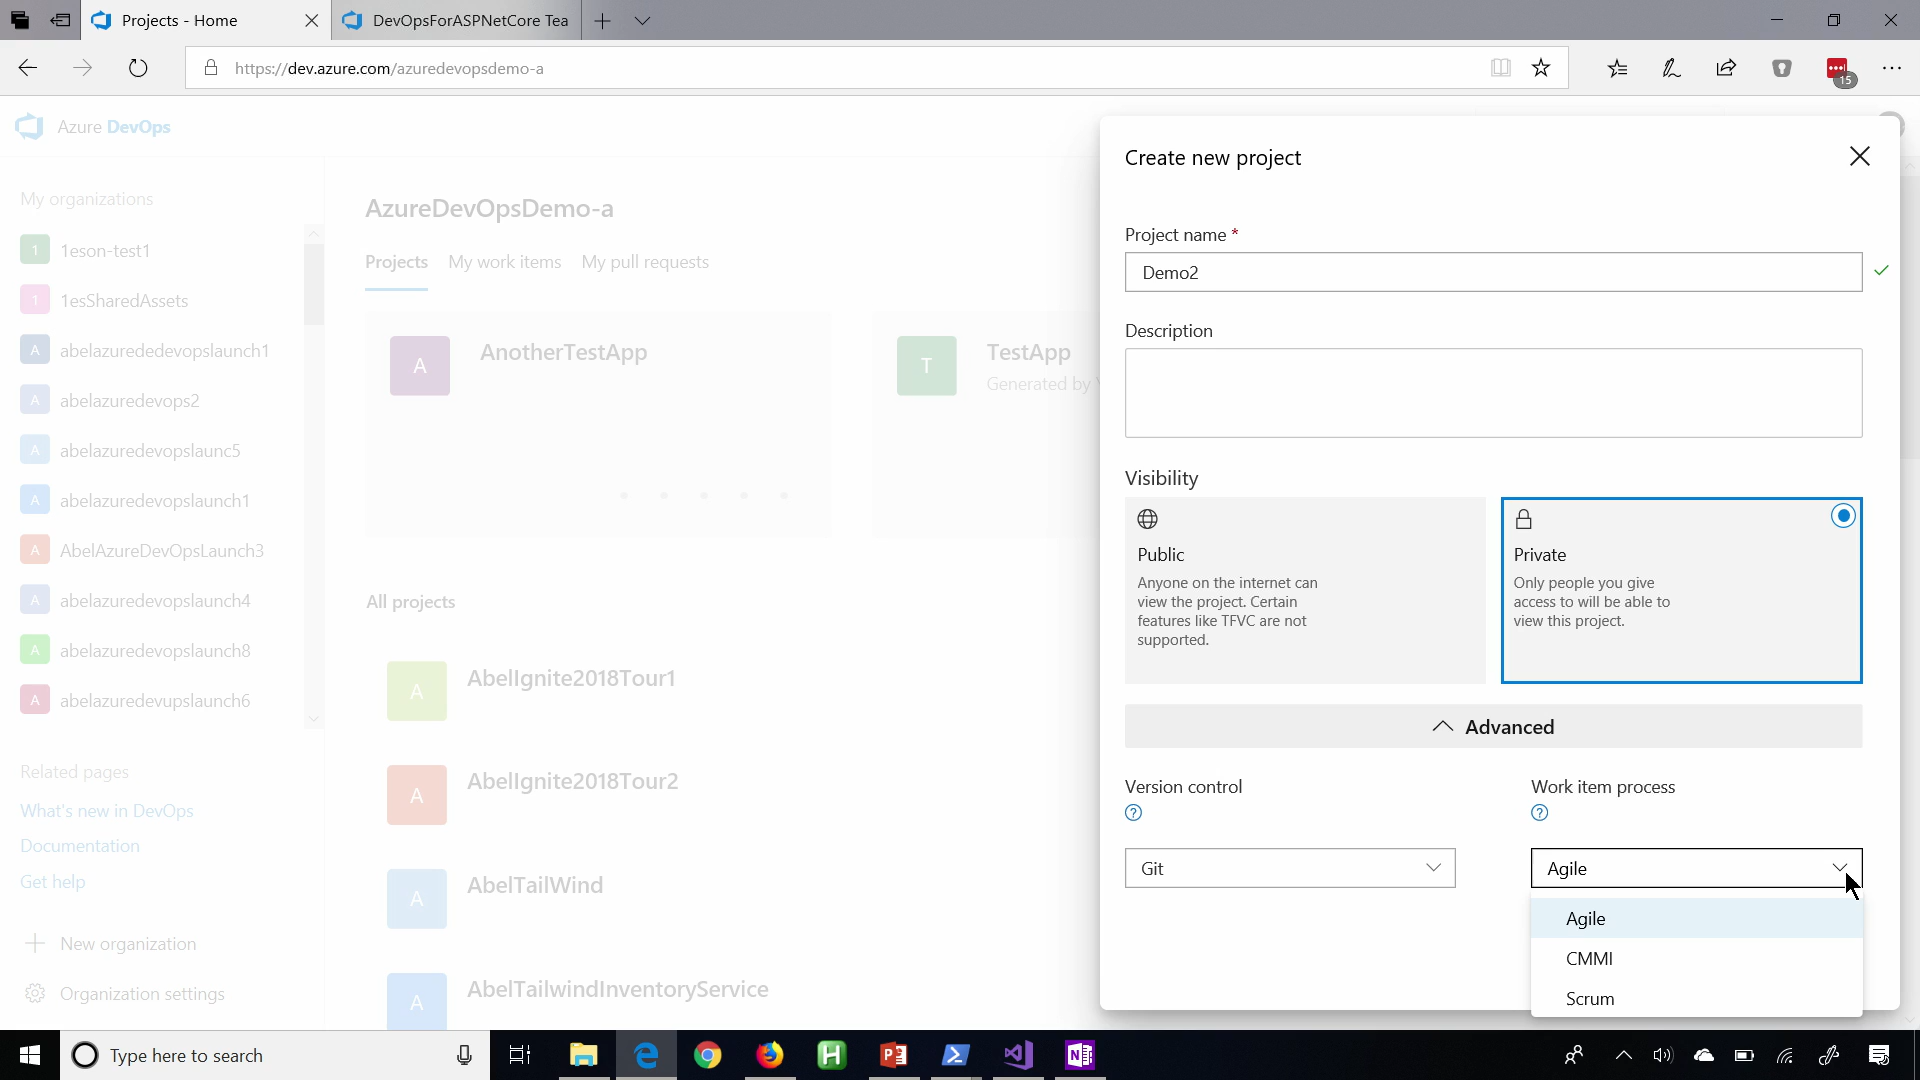 Projects - Home
DevOpsForASPNetCore Tea
https://dev.azure.com/azuredevopsdemo-a
15
Azure DevOps
My organizations
1 1eson-test1
1 1esSharedAssets
A abelazurededevopslaunch1
A abelazuredevops2
A abelazuredevopslaunc5
A abelazuredevopslaunch1
A AbelAzureDevOpsLaunch3
A abelazuredevopslaunch4
A abelazuredevopslaunch8
A abelazuredevupslaunch6
Related pages
What's new in DevOps
Documentation
Get help
New organization
Organization settings
AzureDevOpsDemo-a
Projects My work items My pull requests
A AnotherTestApp
T TestApp
Generated by
All projects
A AbelIgnite2018Tour1
A AbelIgnite2018Tour2
A AbelTailWind
A AbelTailwindInventoryService
Create new project
Project name *
Demo2
Description
Visibility
Public
Anyone on the internet can
view the project. Certain
features like TFVC are not
supported.
Private
Only people you give
access to will be able to
view this project.
Advanced
Version control
?
Git
Work item process
?
Agile
Agile
CMMI
Scrum
Type here to search